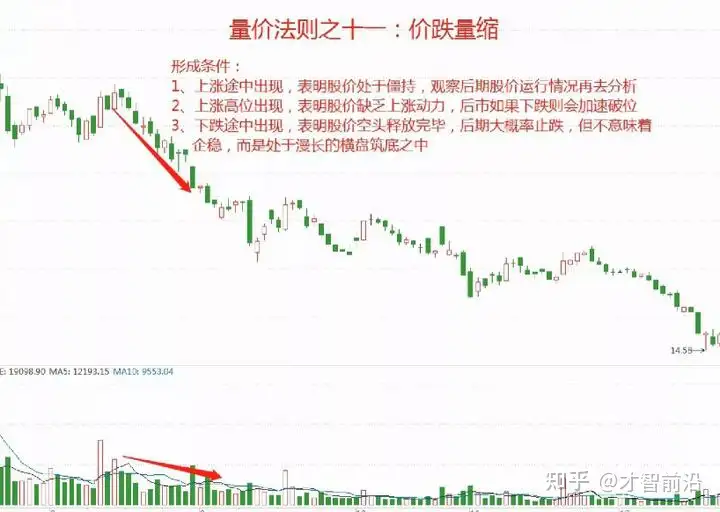 量价法则之十一：价跌量缩
形成条件：
1、上涨途中出现，表明股价处于僵持，观察后期股价运行情况再去分析
2、上涨高位出现，表明股价缺乏上涨动力，后市如果下跌则会加速破位
3、下跌途中出现，表明股价空头释放完毕，后期大概率止跌，但不意味着
企稳，而是处于漫长的横盘筑底之中
14.53
E: 19098.90 MA5: 12193.15 MA10: 9553.04
知乎 @才智前沿